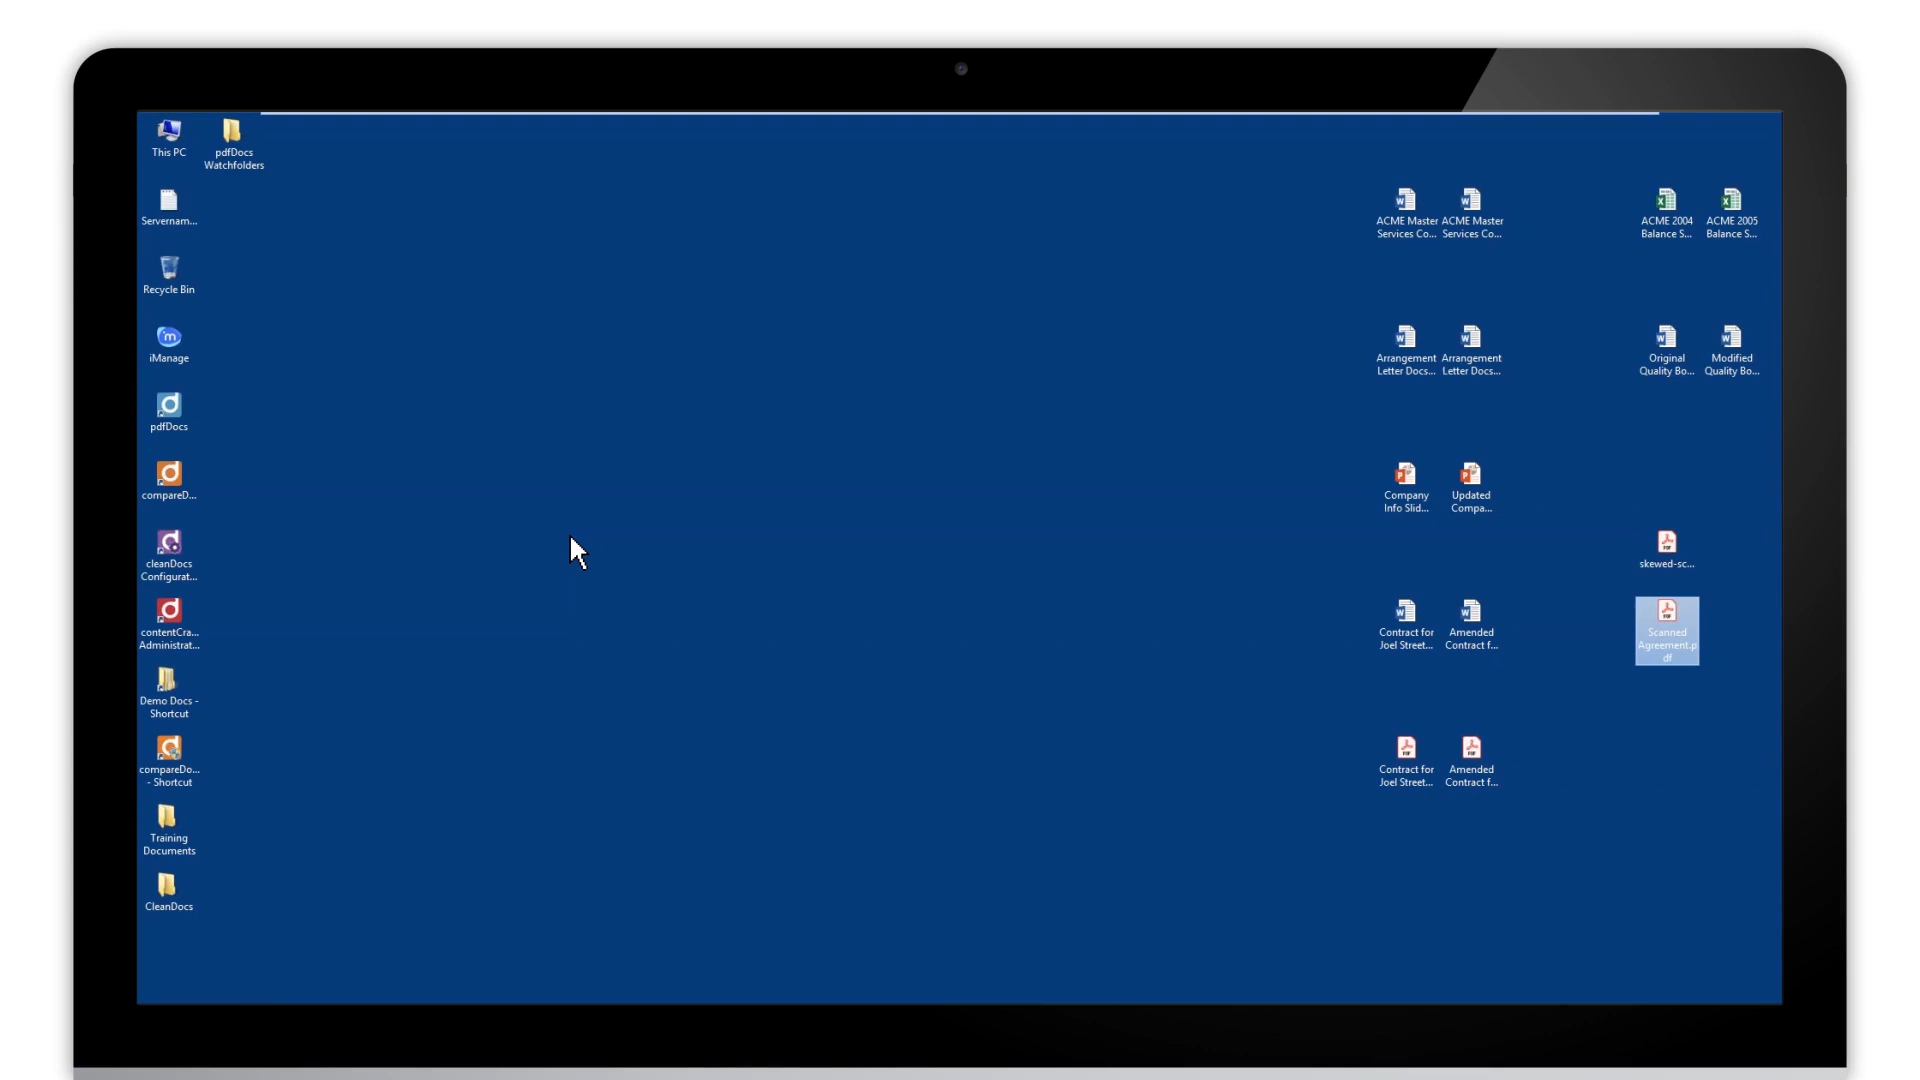 This PC
pdfDocs
Watchfolders
Servernam...
Recycle Bin
iManage
pdfDocs
compareD...
cleanDocs
Configurat...
contentCra...
Administrat...
Demo Docs -
Shortcut
compareDo...
- Shortcut
Training
Documents
CleanDocs
ACME Master
Services Co...
ACME Master
Services Co...
ACME 2004
Balance S...
ACME 2005
Balance S...
Arrangement
Letter Docs...
Arrangement
Letter Docs...
Original
Quality Bo...
Modified
Quality Bo...
Company
Info Slid...
Updated
Compa...
skewed-sc...
Contract for
Joel Street...
Amended
Contract f...
Scanned
Agreement.p
df
Contract for
Joel Street...
Amended
Contract f...